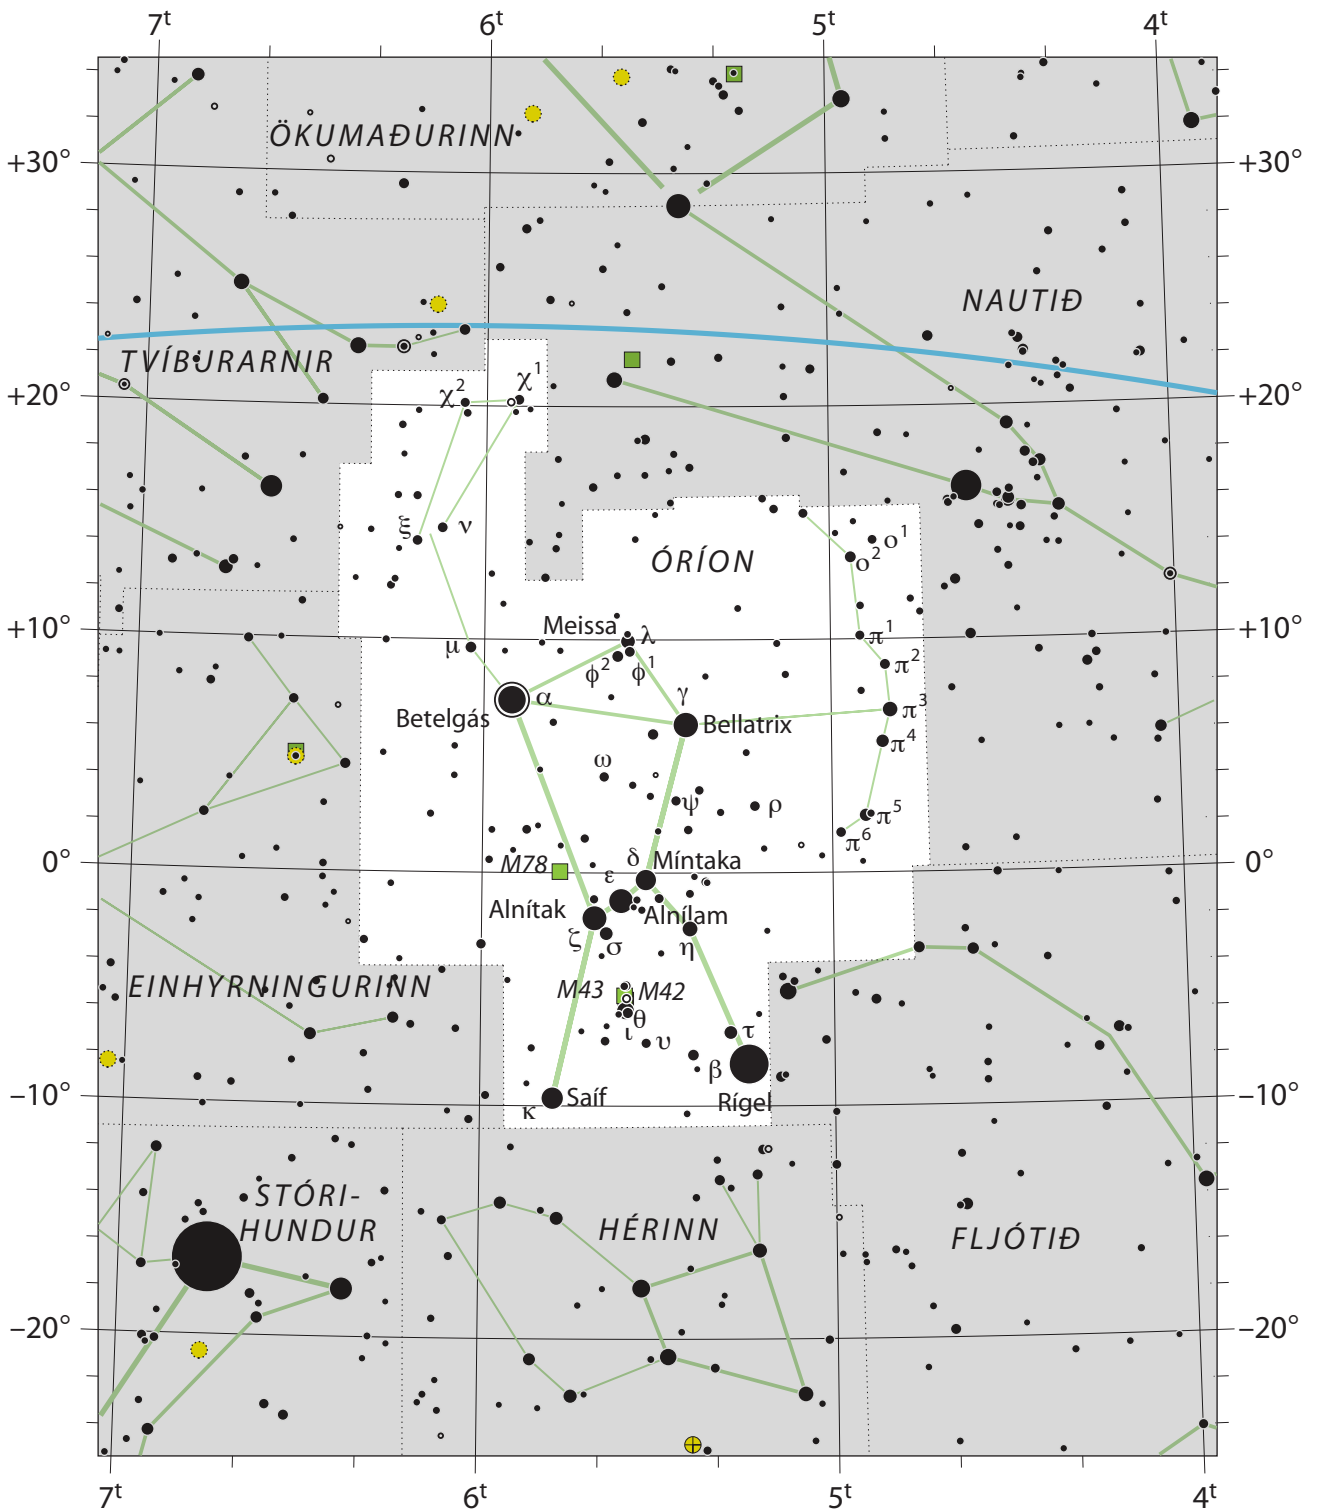 7ᵗ 6ᵗ 5ᵗ 4ᵗ
ÖKUMAÐURINN
+30° +30°
NAUTIÐ
TVÍBURARNIR
χ² χ¹
+20° +20°
ξ ν
ο¹
ÓRÍON ο²
+10° +10°
Meissa λ π¹
μ φ² φ¹ π²
α γ
Betelgás Bellatrix π³
π⁴
ω
ψ ρ π⁵
π⁶
0° 0°
M78 ε δ Míntaka
Alnítak Alnílam
ζ σ η
EINHYRNINGURINN M43 M42
θ
ι υ τ
β
−10° −10°
κ Saíf Rígel
STÓRI-
HUNDUR HÉRINN FLJÓTIÐ
−20° −20°
7ᵗ 6ᵗ 5ᵗ 4ᵗ